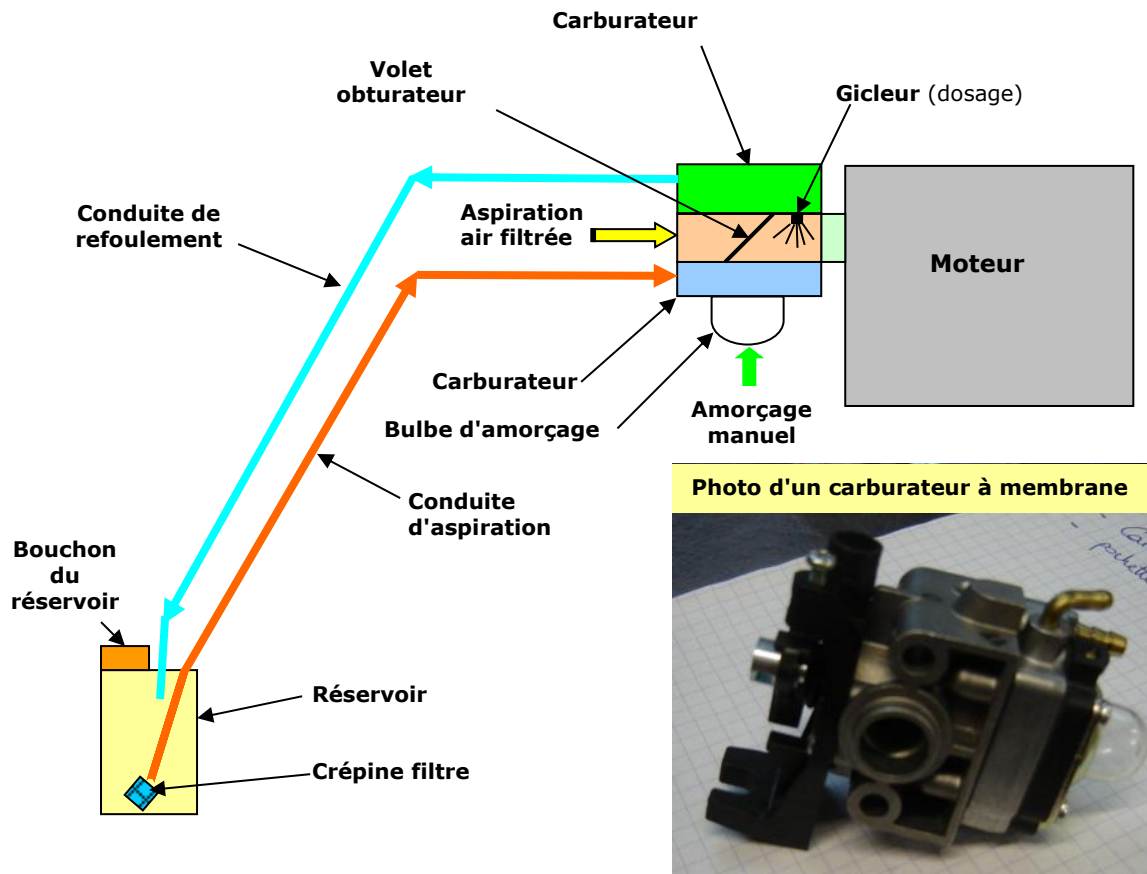 Carburateur
Volet
obturateur
Gicleur (dosage)
Conduite de
refoulement
Aspiration
air filtrée
Moteur
Carburateur
Bulbe d'amorçage
Amorçage
manuel
Conduite
d'aspiration
Photo d'un carburateur à membrane
Bouchon
du
réservoir
Réservoir
Crépine filtre